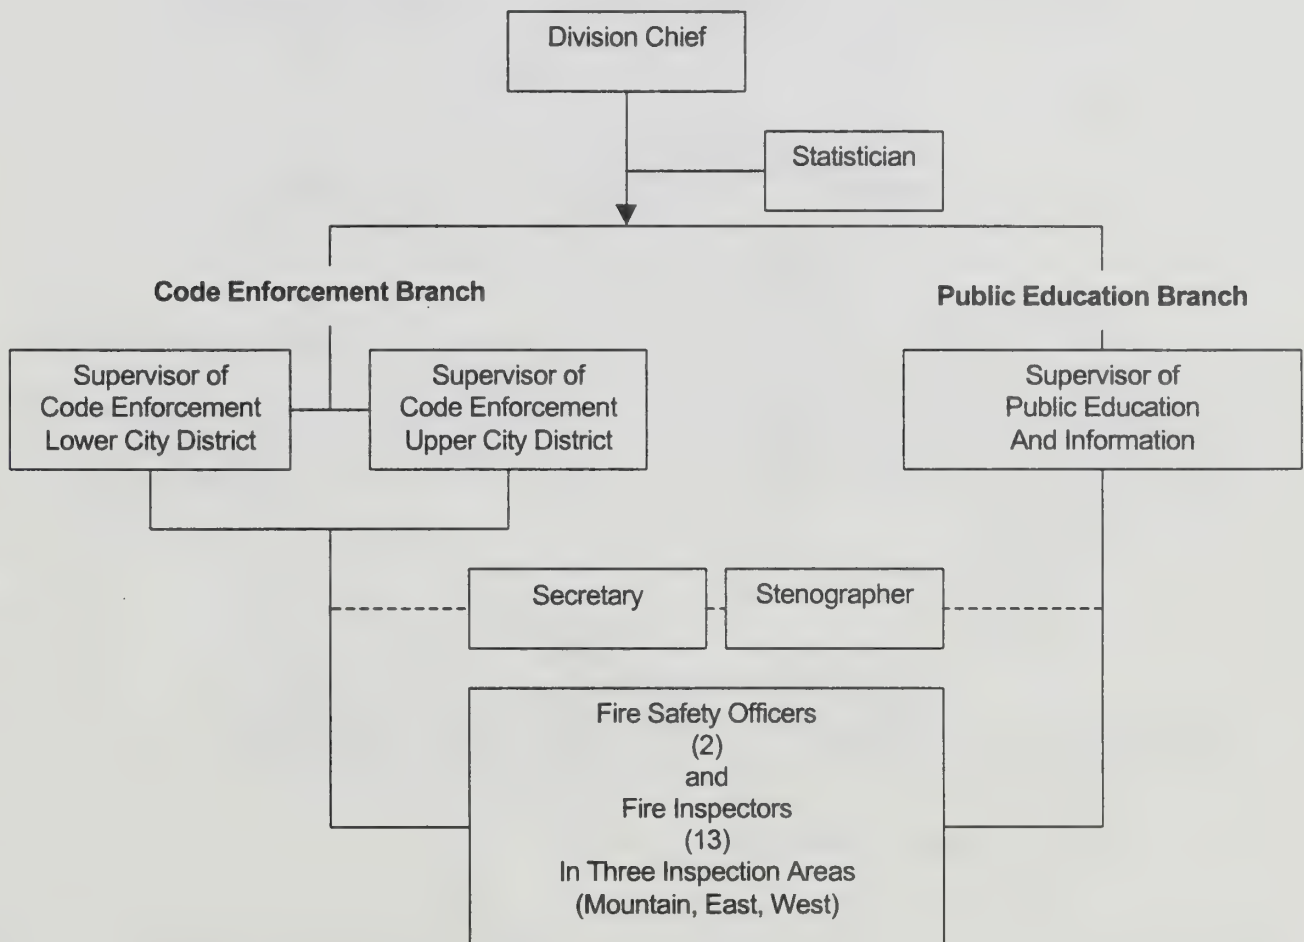 Division Chief
Statistician
Code Enforcement Branch
Public Education Branch
Supervisor of
Code Enforcement
Lower City District
Supervisor of
Code Enforcement
Upper City District
Supervisor of
Public Education
And Information
Secretary
Stenographer
Fire Safety Officers
(2)
and
Fire Inspectors
(13)
In Three Inspection Areas
(Mountain, East, West)